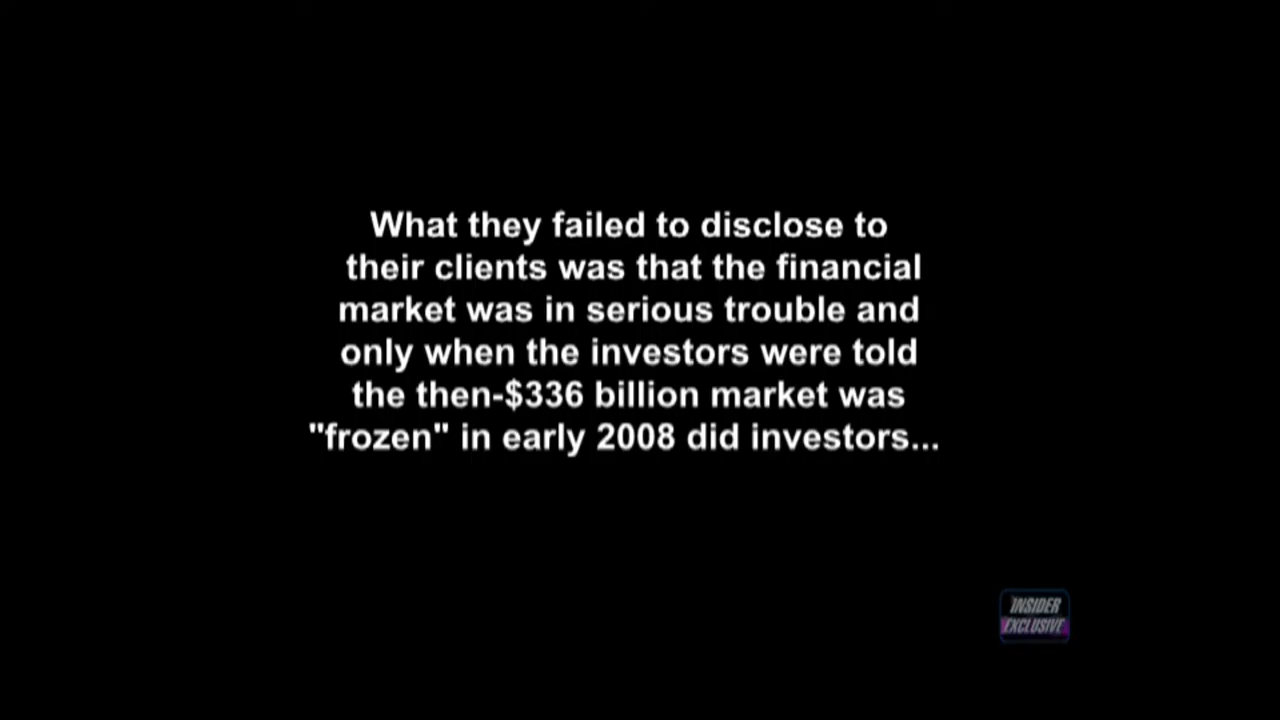 What they failed to disclose to
their clients was that the financial
market was in serious trouble and
only when the investors were told
the then-$336 billion market was
"frozen" in early 2008 did investors...
INSIDER
EXCLUSIVE